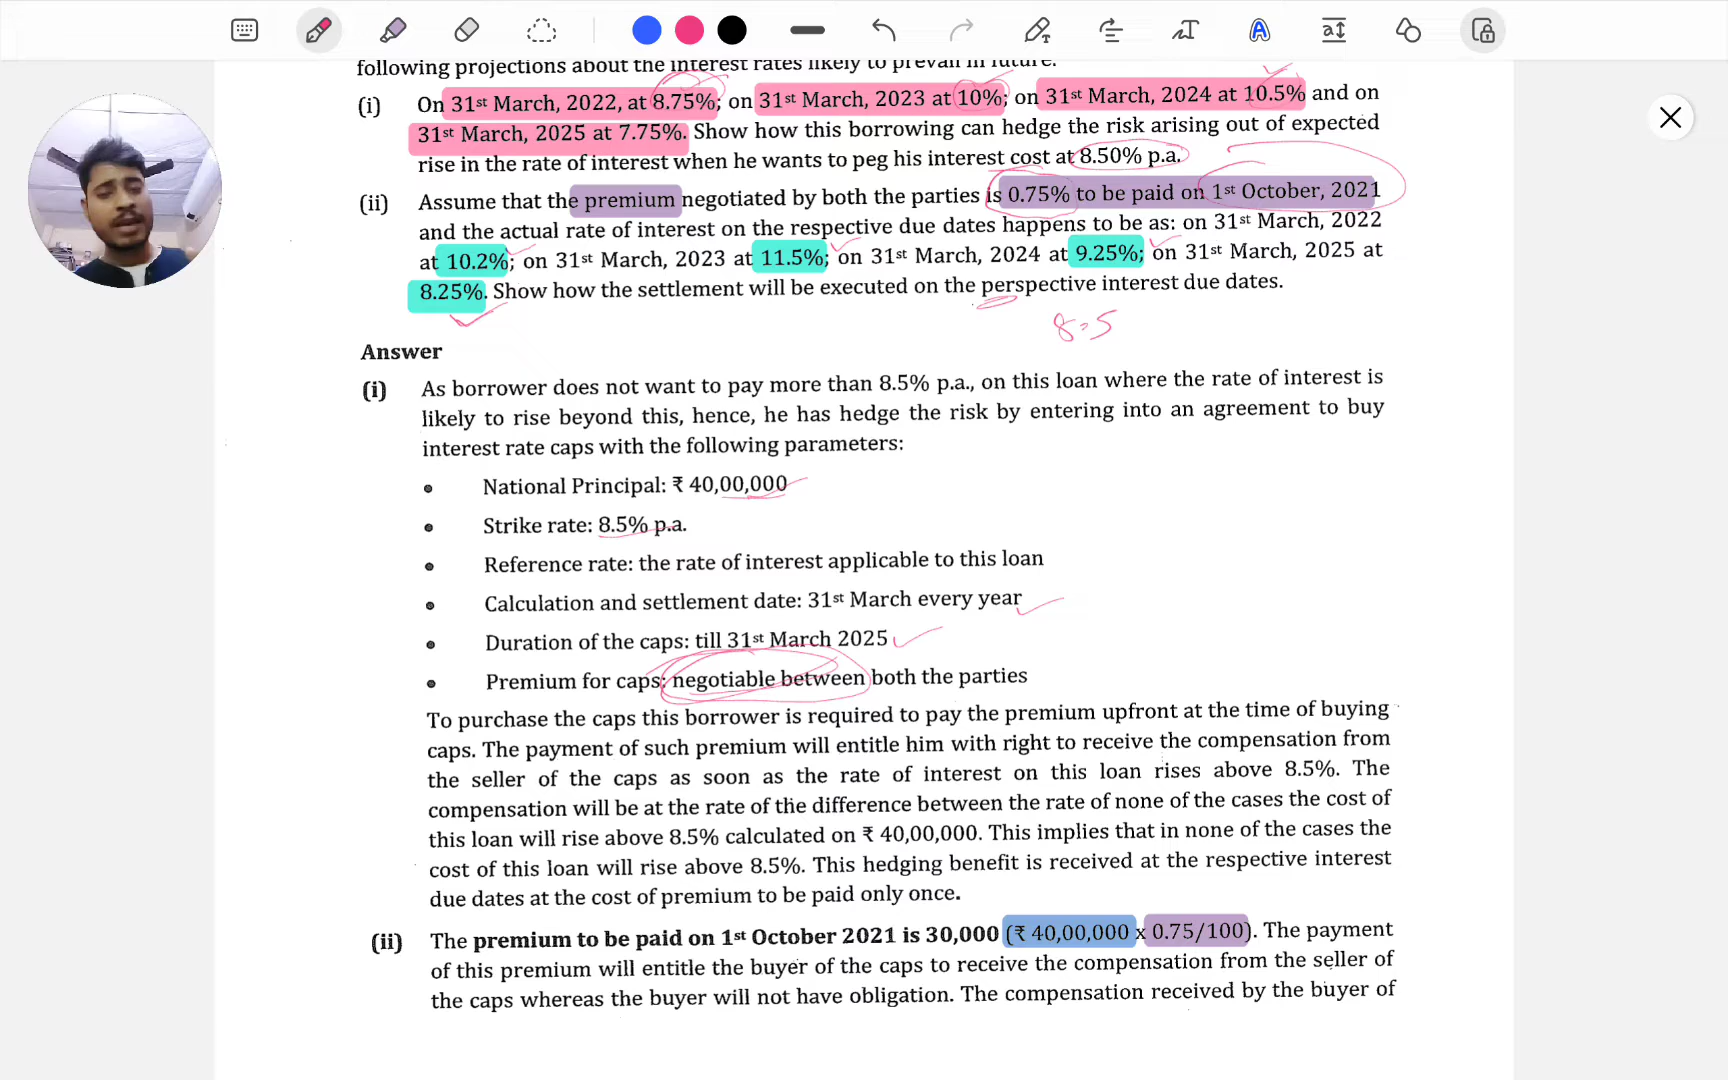 following projections about the interest rates likely to prevail in future.
(i) On 31st March, 2022, at 8.75%; on 31st March, 2023 at 10%; on 31st March, 2024 at 10.5% and on
31st March, 2025 at 7.75%. Show how this borrowing can hedge the risk arising out of expected
rise in the rate of interest when he wants to peg his interest cost at 8.50% p.a.
(ii) Assume that the premium negotiated by both the parties is 0.75% to be paid on 1st October, 2021
and the actual rate of interest on the respective due dates happens to be as: on 31st March, 2022
at 10.2%; on 31st March, 2023 at 11.5%; on 31st March, 2024 at 9.25%; on 31st March, 2025 at
8.25%. Show how the settlement will be executed on the perspective interest due dates.
8.5
Answer
(i) As borrower does not want to pay more than 8.5% p.a., on this loan where the rate of interest is
likely to rise beyond this, hence, he has hedge the risk by entering into an agreement to buy
interest rate caps with the following parameters:
• National Principal: ₹ 40,00,000
• Strike rate: 8.5% p.a.
• Reference rate: the rate of interest applicable to this loan
• Calculation and settlement date: 31st March every year
• Duration of the caps: till 31st March 2025
• Premium for caps: negotiable between both the parties
To purchase the caps this borrower is required to pay the premium upfront at the time of buying
caps. The payment of such premium will entitle him with right to receive the compensation from
the seller of the caps as soon as the rate of interest on this loan rises above 8.5%. The
compensation will be at the rate of the difference between the rate of none of the cases the cost of
this loan will rise above 8.5% calculated on ₹ 40,00,000. This implies that in none of the cases the
cost of this loan will rise above 8.5%. This hedging benefit is received at the respective interest
due dates at the cost of premium to be paid only once.
(ii) The premium to be paid on 1st October 2021 is 30,000 (₹ 40,00,000 x 0.75/100). The payment
of this premium will entitle the buyer of the caps to receive the compensation from the seller of
the caps whereas the buyer will not have obligation. The compensation received by the buyer of